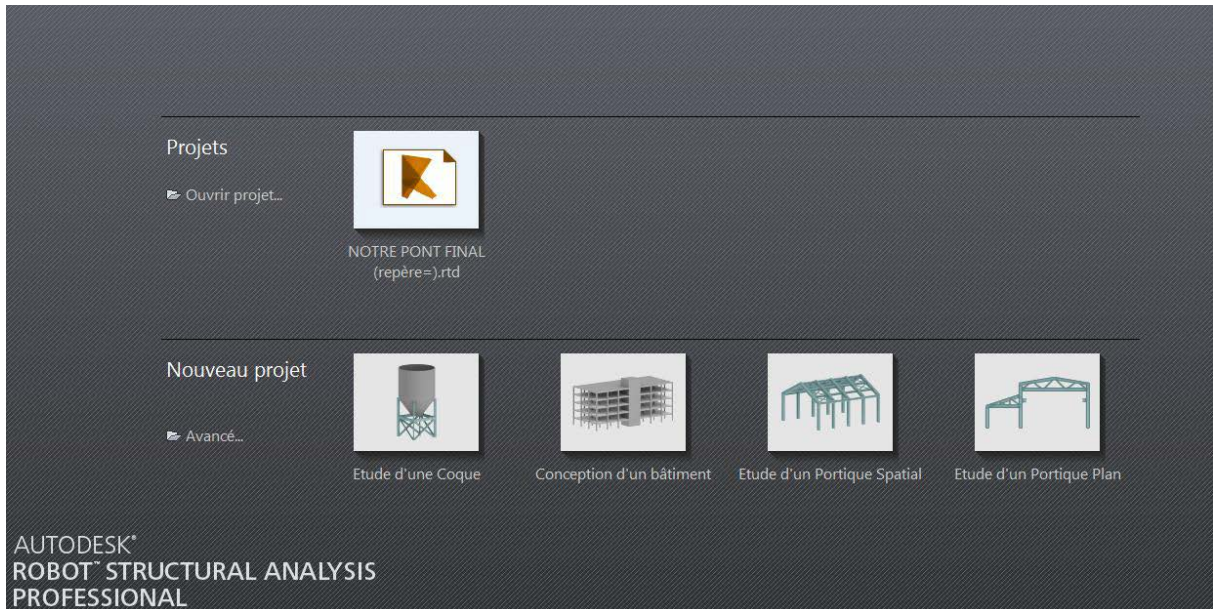 Projets
Ouvrir projet...
NOTRE PONT FINAL
(repère=).rtd
Nouveau projet
Avancé...
Etude d'une Coque
Conception d'un bâtiment
Etude d'un Portique Spatial
Etude d'un Portique Plan
AUTODESK®
ROBOT™ STRUCTURAL ANALYSIS
PROFESSIONAL